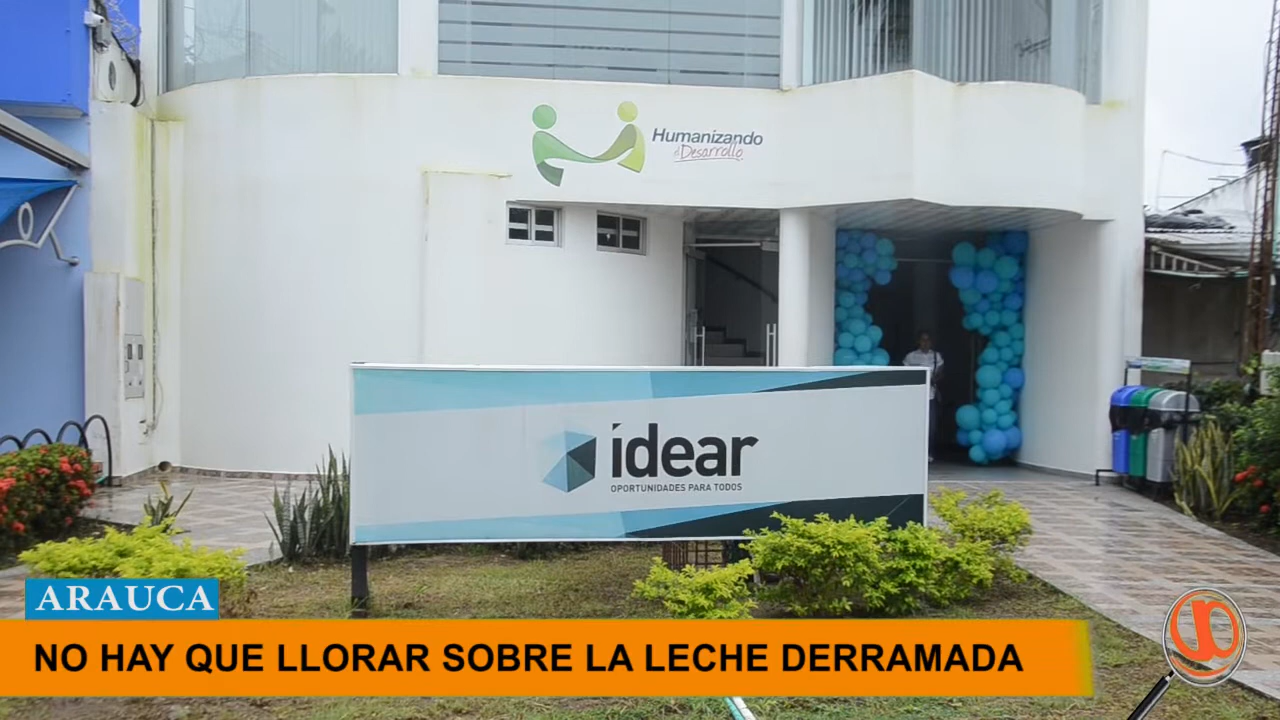 Humanizando
el Desarrollo
idear
OPORTUNIDADES PARA TODOS
ARAUCA
NO HAY QUE LLORAR SOBRE LA LECHE DERRAMADA